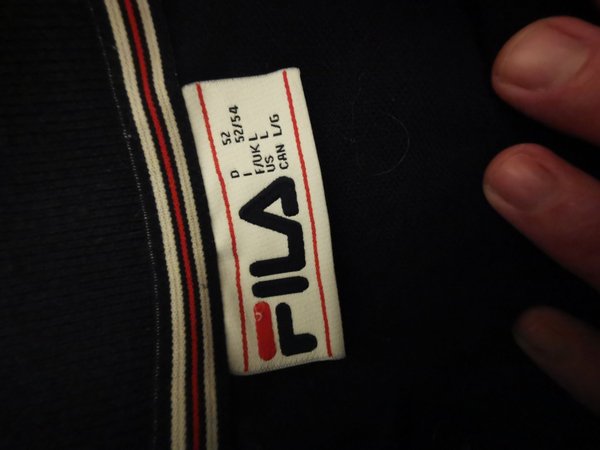 FILA
D 52
I 52/54
F/UK L
US L
CAN L/G